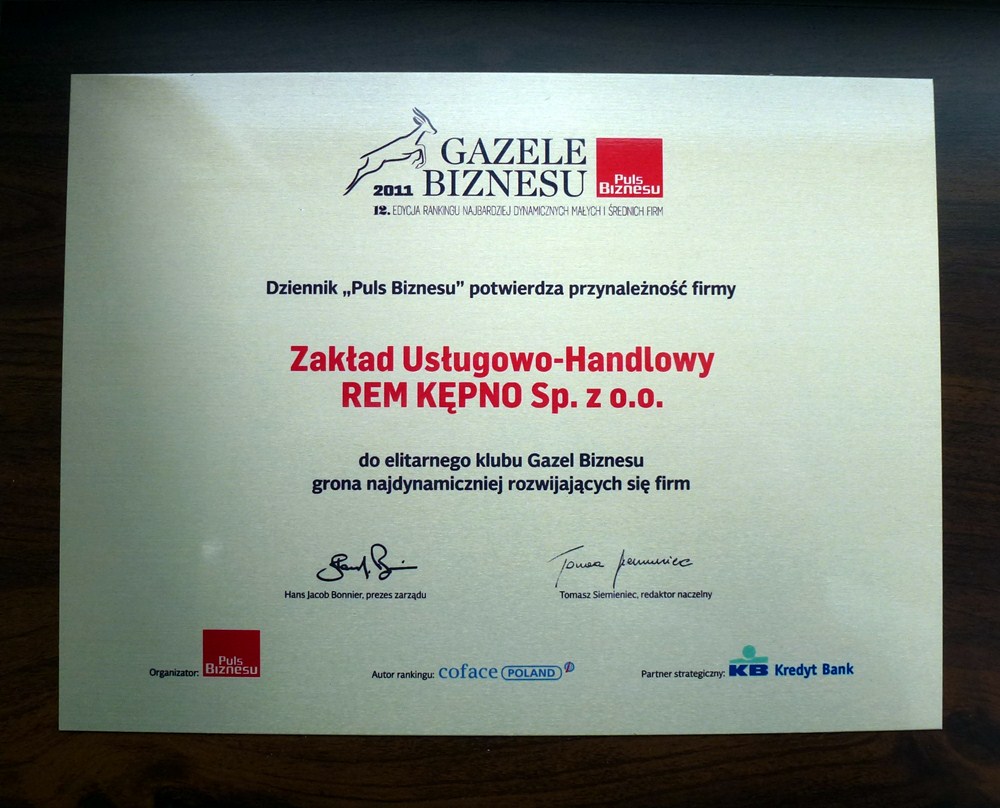 GAZELE
2011 BIZNESU
Puls
Biznesu
12. EDYCJA RANKINGU NAJBARDZIEJ DYNAMICZNYCH MAŁYCH I ŚREDNICH FIRM
Dziennik „Puls Biznesu” potwierdza przynależność firmy
Zakład Usługowo-Handlowy
REM KĘPNO Sp. z o.o.
do elitarnego klubu Gazel Biznesu
grona najdynamiczniej rozwijających się firm
Hans Jacob Bonnier, prezes zarządu
Tomasz Siemieniec, redaktor naczelny
Organizator: Puls
Biznesu
Autor rankingu: coface POLAND
Partner strategiczny: KB Kredyt Bank